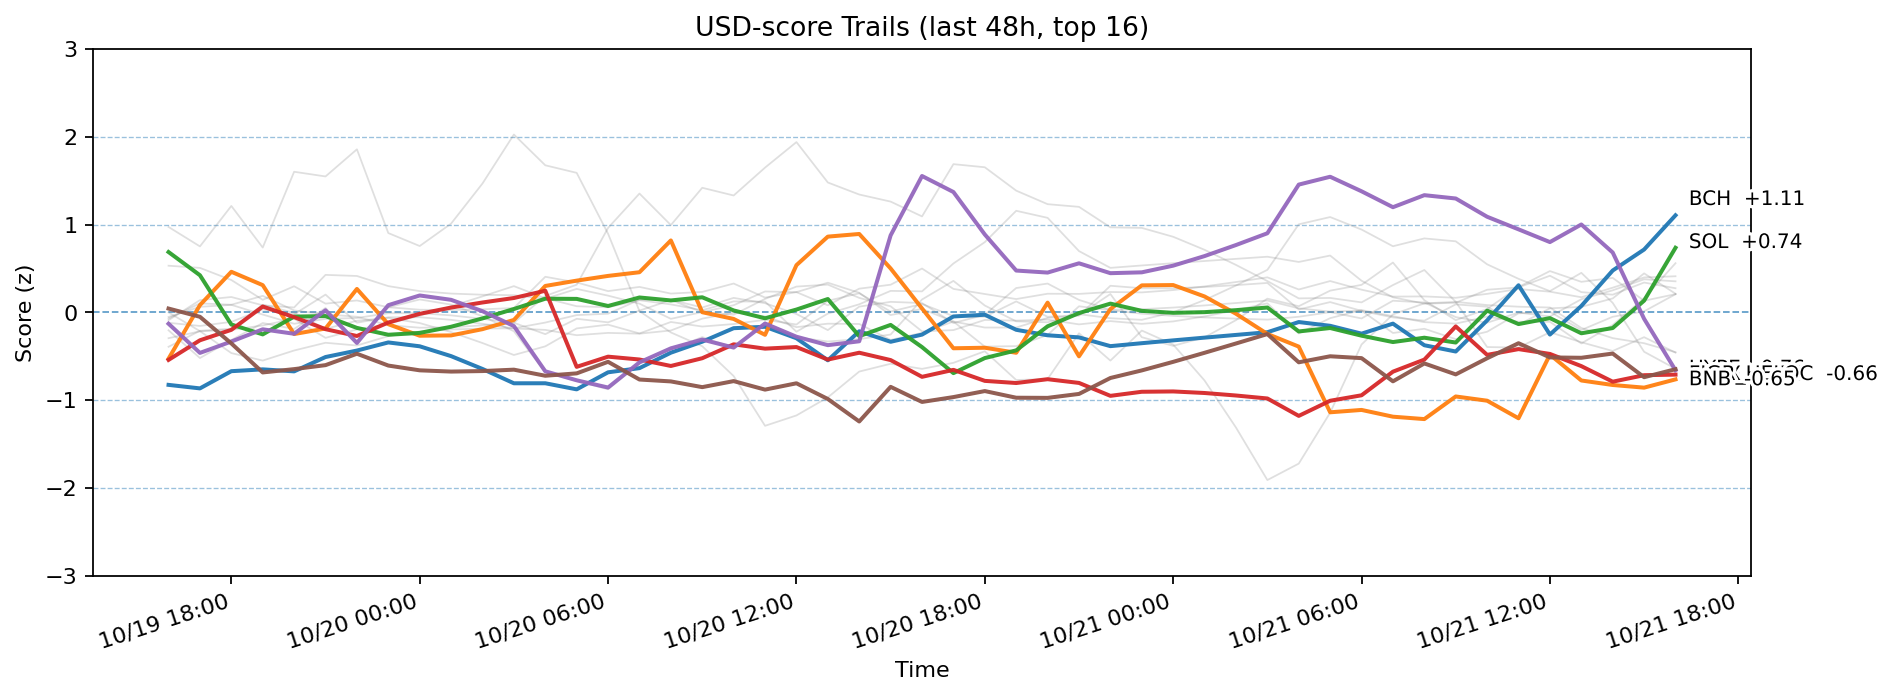 USD-score Trails (last 48h, top 16)
3
2
1
0
−1
−2
−3
Score (z)
BCH +1.11
SOL +0.74
-0.66
BNB -0.65
10/19 18:00
10/20 00:00
10/20 06:00
10/20 12:00
10/20 18:00
10/21 00:00
10/21 06:00
10/21 12:00
10/21 18:00
Time